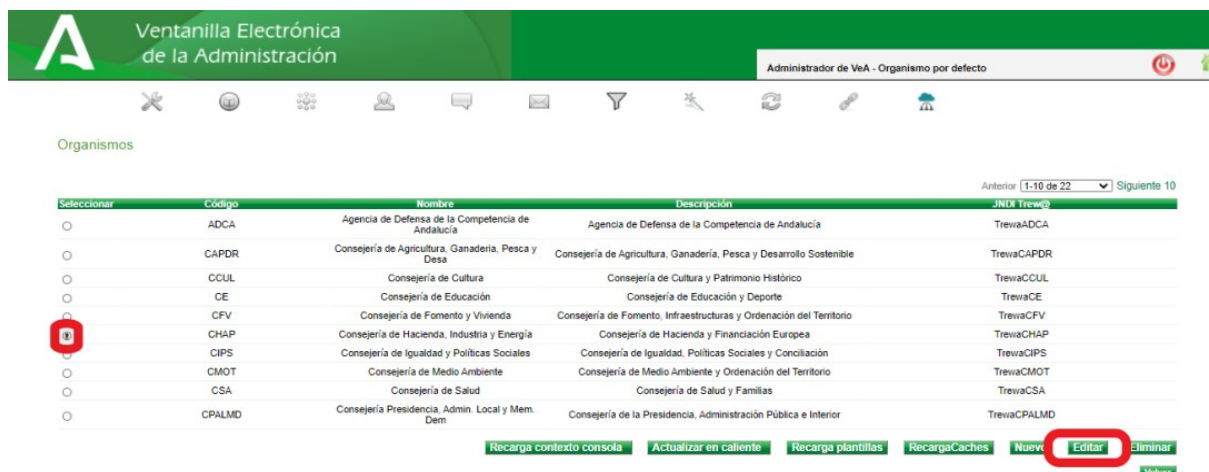 Ventanilla Electrónica
de la Administración
Administrador de VeA - Organismo por defecto
Organismos
Anterior 1-10 de 22 Siguiente 10
Seleccionar Código Nombre Descripción JNDI Trew@
ADCA Agencia de Defensa de la Competencia de Andalucía Agencia de Defensa de la Competencia de Andalucía TrewaADCA
CAPDR Consejería de Agricultura, Ganaderia, Pesca y Desa Consejería de Agricultura, Ganadería, Pesca y Desarrollo Sostenible TrewaCAPDR
CCUL Consejería de Cultura Consejería de Cultura y Patrimonio Histórico TrewaCCUL
CE Consejería de Educación Consejería de Educación y Deporte TrewaCE
CFV Consejería de Fomento y Vivienda Consejería de Fomento, Infraestructuras y Ordenación del Territorio TrewaCFV
CHAP Consejería de Hacienda, Industria y Energía Consejería de Hacienda y Financiación Europea TrewaCHAP
CIPS Consejería de Igualdad y Políticas Sociales Consejería de Igualdad, Políticas Sociales y Conciliación TrewaCIPS
CMOT Consejería de Medio Ambiente Consejería de Medio Ambiente y Ordenación del Territorio TrewaCMOT
CSA Consejería de Salud Consejería de Salud y Familias TrewaCSA
CPALMD Consejería Presidencia, Admin. Local y Mem. Dem Consejería de la Presidencia, Administración Pública e Interior TrewaCPALMD
Recarga contexto consola Actualizar en caliente Recarga plantillas RecargaCaches Nuevo Editar Eliminar